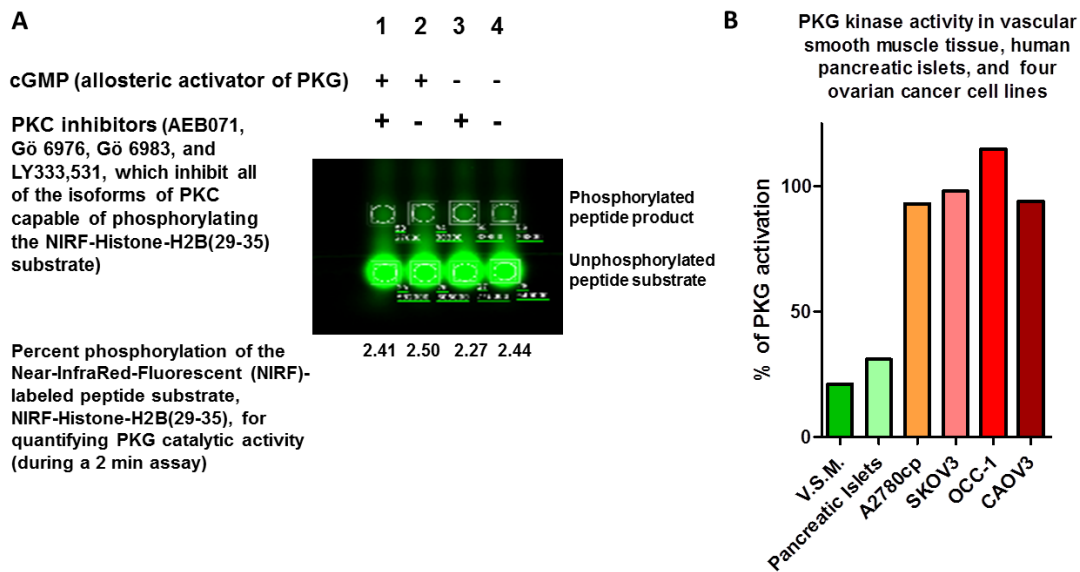 A
1 2 3 4
cGMP (allosteric activator of PKG) + + - -
PKC inhibitors (AEB071, + - + -
Gö 6976, Gö 6983, and
LY333,531, which inhibit all
of the isoforms of PKC
capable of phosphorylating
the NIRF-Histone-H2B(29-35)
substrate)
Phosphorylated
peptide product
Unphosphorylated
peptide substrate
2.41 2.50 2.27 2.44
Percent phosphorylation of the
Near-InfraRed-Fluorescent (NIRF)-
labeled peptide substrate,
NIRF-Histone-H2B(29-35), for
quantifying PKG catalytic activity
(during a 2 min assay)
B
PKG kinase activity in vascular
smooth muscle tissue, human
pancreatic islets, and four
ovarian cancer cell lines
% of PKG activation
100
50
0
V.S.M.
Pancreatic Islets
A2780cp
SKOV3
OCC-1
CAOV3